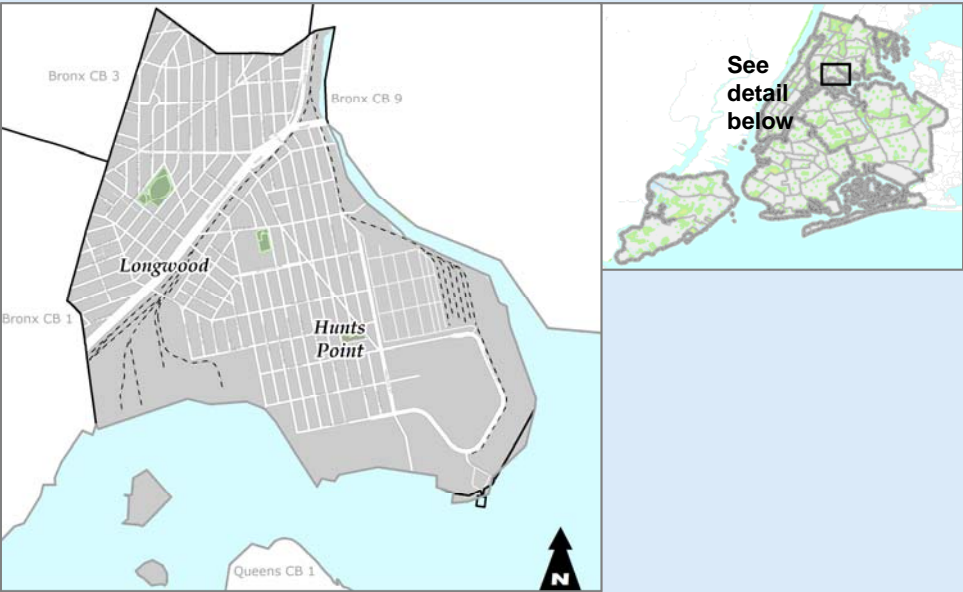 Bronx CB 3
Bronx CB 9
Longwood
Bronx CB 1
Hunts
Point
Queens CB 1
N
See
detail
below